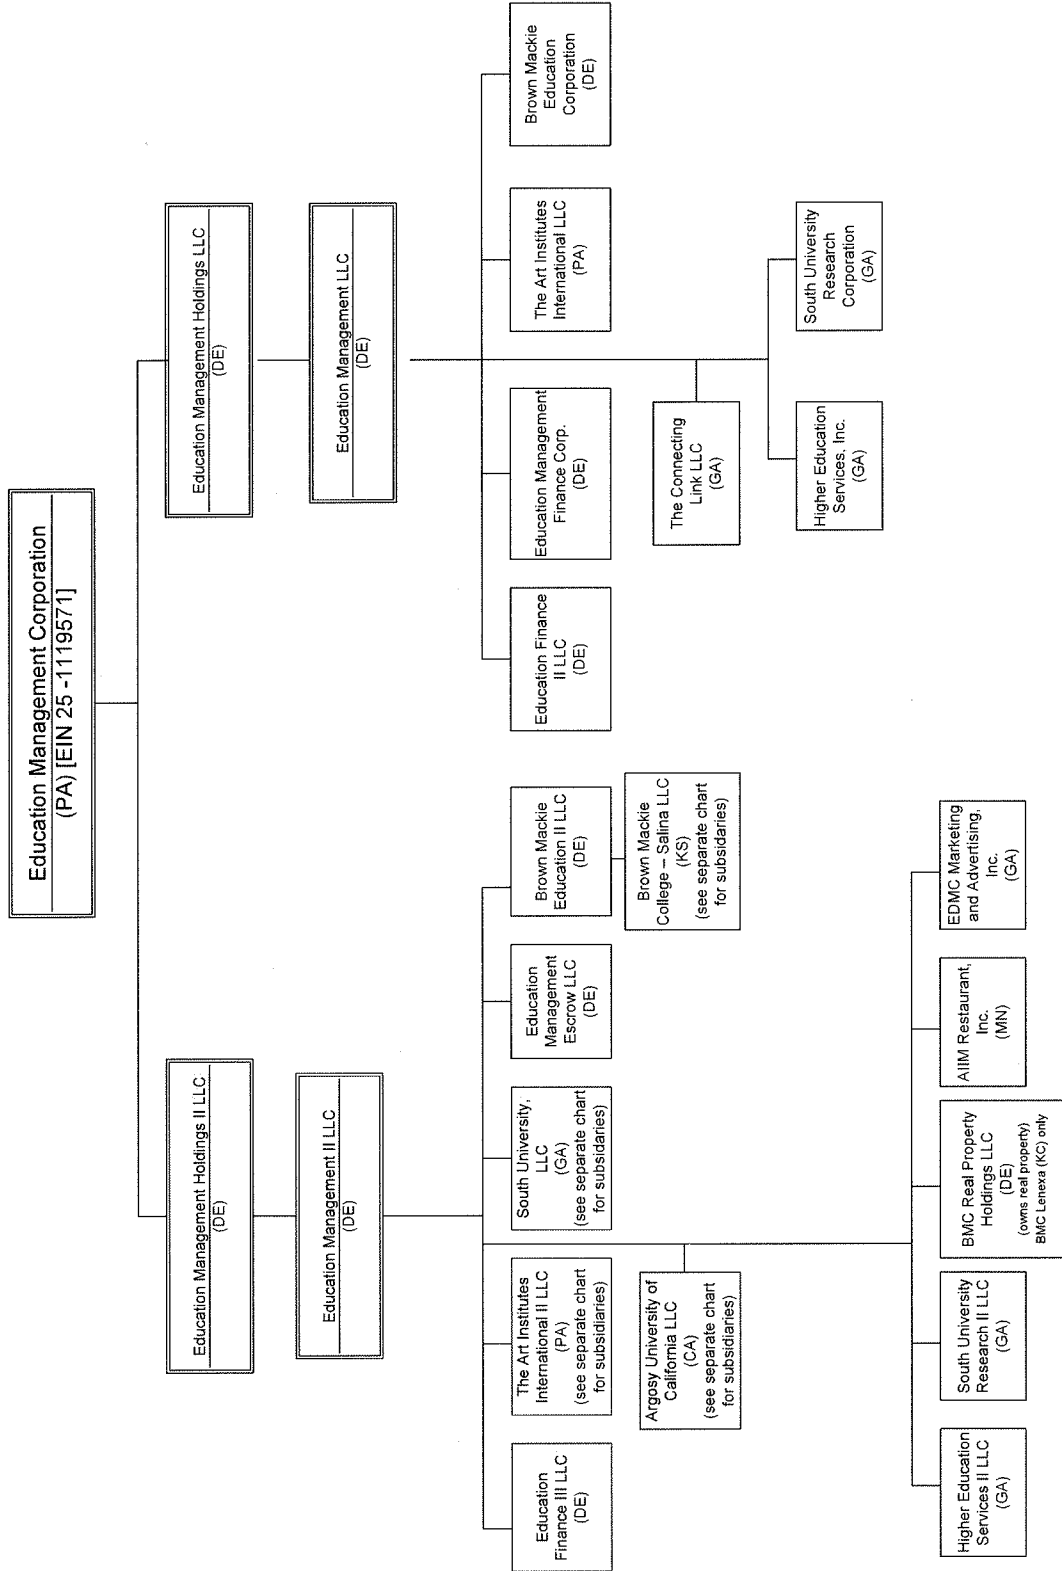 Education Management Corporation
(PA) [EIN 25 -1119571]
Education Management Holdings II LLC
(DE)
Education Management Holdings LLC
(DE)
Education Management II LLC
(DE)
Education Management LLC
(DE)
Education
Finance III LLC
(DE)
The Art Institutes
International II LLC
(PA)
(see separate chart
for subsidiaries)
South University,
LLC
(GA)
(see separate chart
for subsidaries)
Education
Management
Escrow LLC
(DE)
Brown Mackie
Education II LLC
(DE)
Education Finance
II LLC
(DE)
Education Management
Finance Corp.
(DE)
The Art Institutes
International LLC
(PA)
Brown Mackie
Education
Corporation
(DE)
Argosy University of
California LLC
(CA)
(see separate chart
for subsidiaries)
Brown Mackie
College – Salina LLC
(KS)
(see separate chart
for subsidaries)
The Connecting
Link LLC
(GA)
Higher Education
Services, Inc.
(GA)
South University
Research
Corporation
(GA)
Higher Education
Services II LLC
(GA)
South University
Research II LLC
(GA)
BMC Real Property
Holdings LLC
(DE)
(owns real property)
BMC Lenexa (KC) only
AIIM Restaurant,
Inc.
(MN)
EDMC Marketing
and Advertising,
Inc.
(GA)